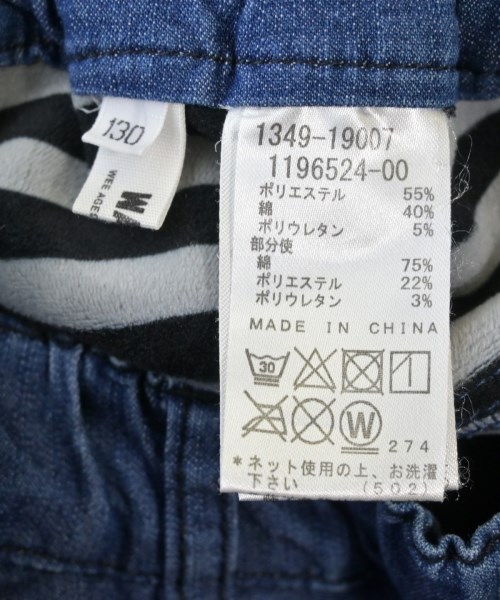 130
WEE AGES
1349-19007
1196524-00
ポリエステル 55%
綿 40%
ポリウレタン 5%
部分使
綿 75%
ポリエステル 22%
ポリウレタン 3%
MADE IN CHINA
30
W
274
*ネット使用の上、お洗濯
下さい (502)